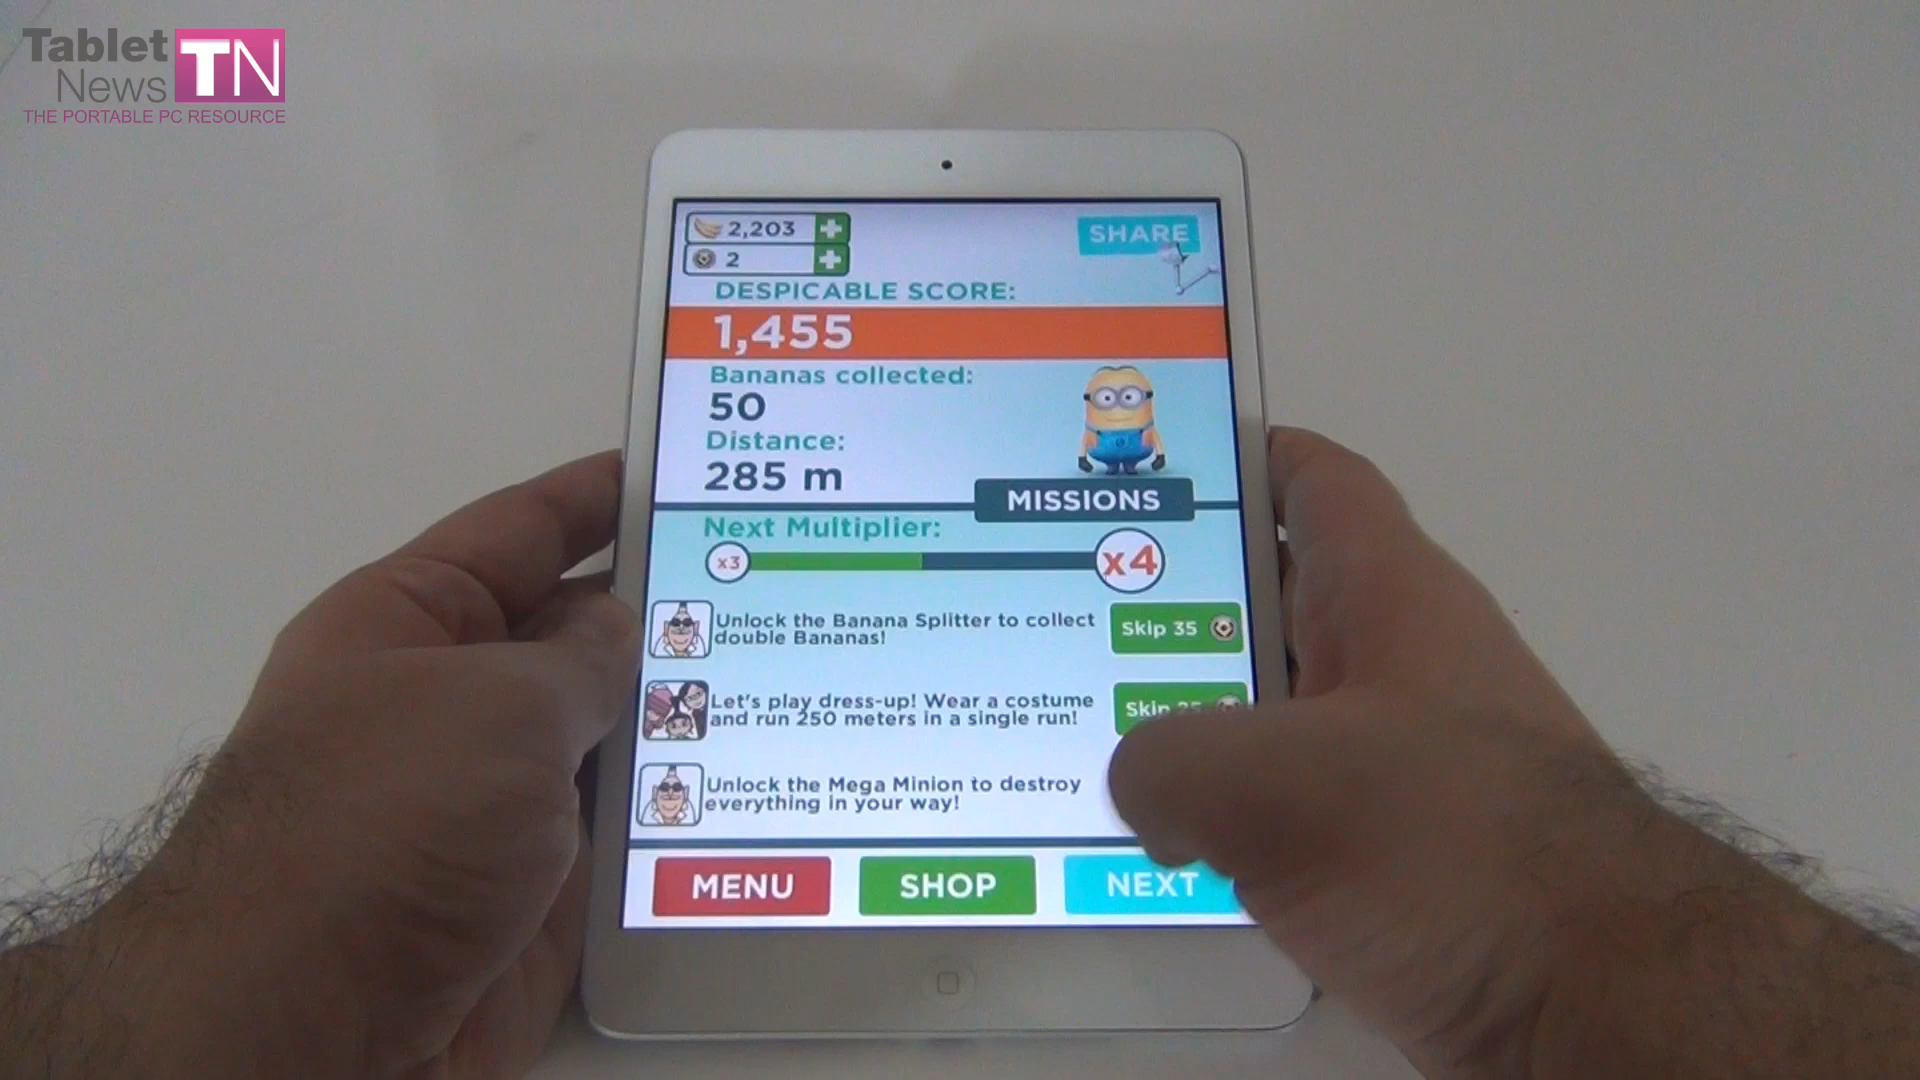 Tablet
News TN
THE PORTABLE PC RESOURCE
2,203
2
SHARE
DESPICABLE SCORE:
1,455
Bananas collected:
50
Distance:
285 m
MISSIONS
Next Multiplier:
x3
x4
Unlock the Banana Splitter to collect
double Bananas!
Skip 35
Let's play dress-up! Wear a costume
and run 250 meters in a single run!
Skip
Unlock the Mega Minion to destroy
everything in your way!
MENU
SHOP
NEXT